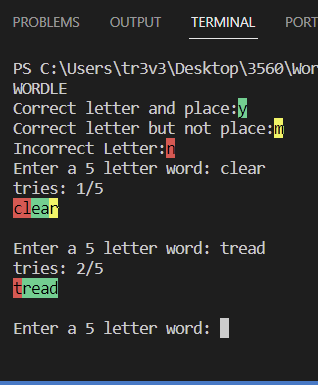 PROBLEMS OUTPUT TERMINAL PORT
PS C:\Users\tr3v3\Desktop\3560\Wor
WORDLE
Correct letter and place:y
Correct letter but not place:m
Incorrect Letter:n
Enter a 5 letter word: clear
tries: 1/5
clear
Enter a 5 letter word: tread
tries: 2/5
tread
Enter a 5 letter word: